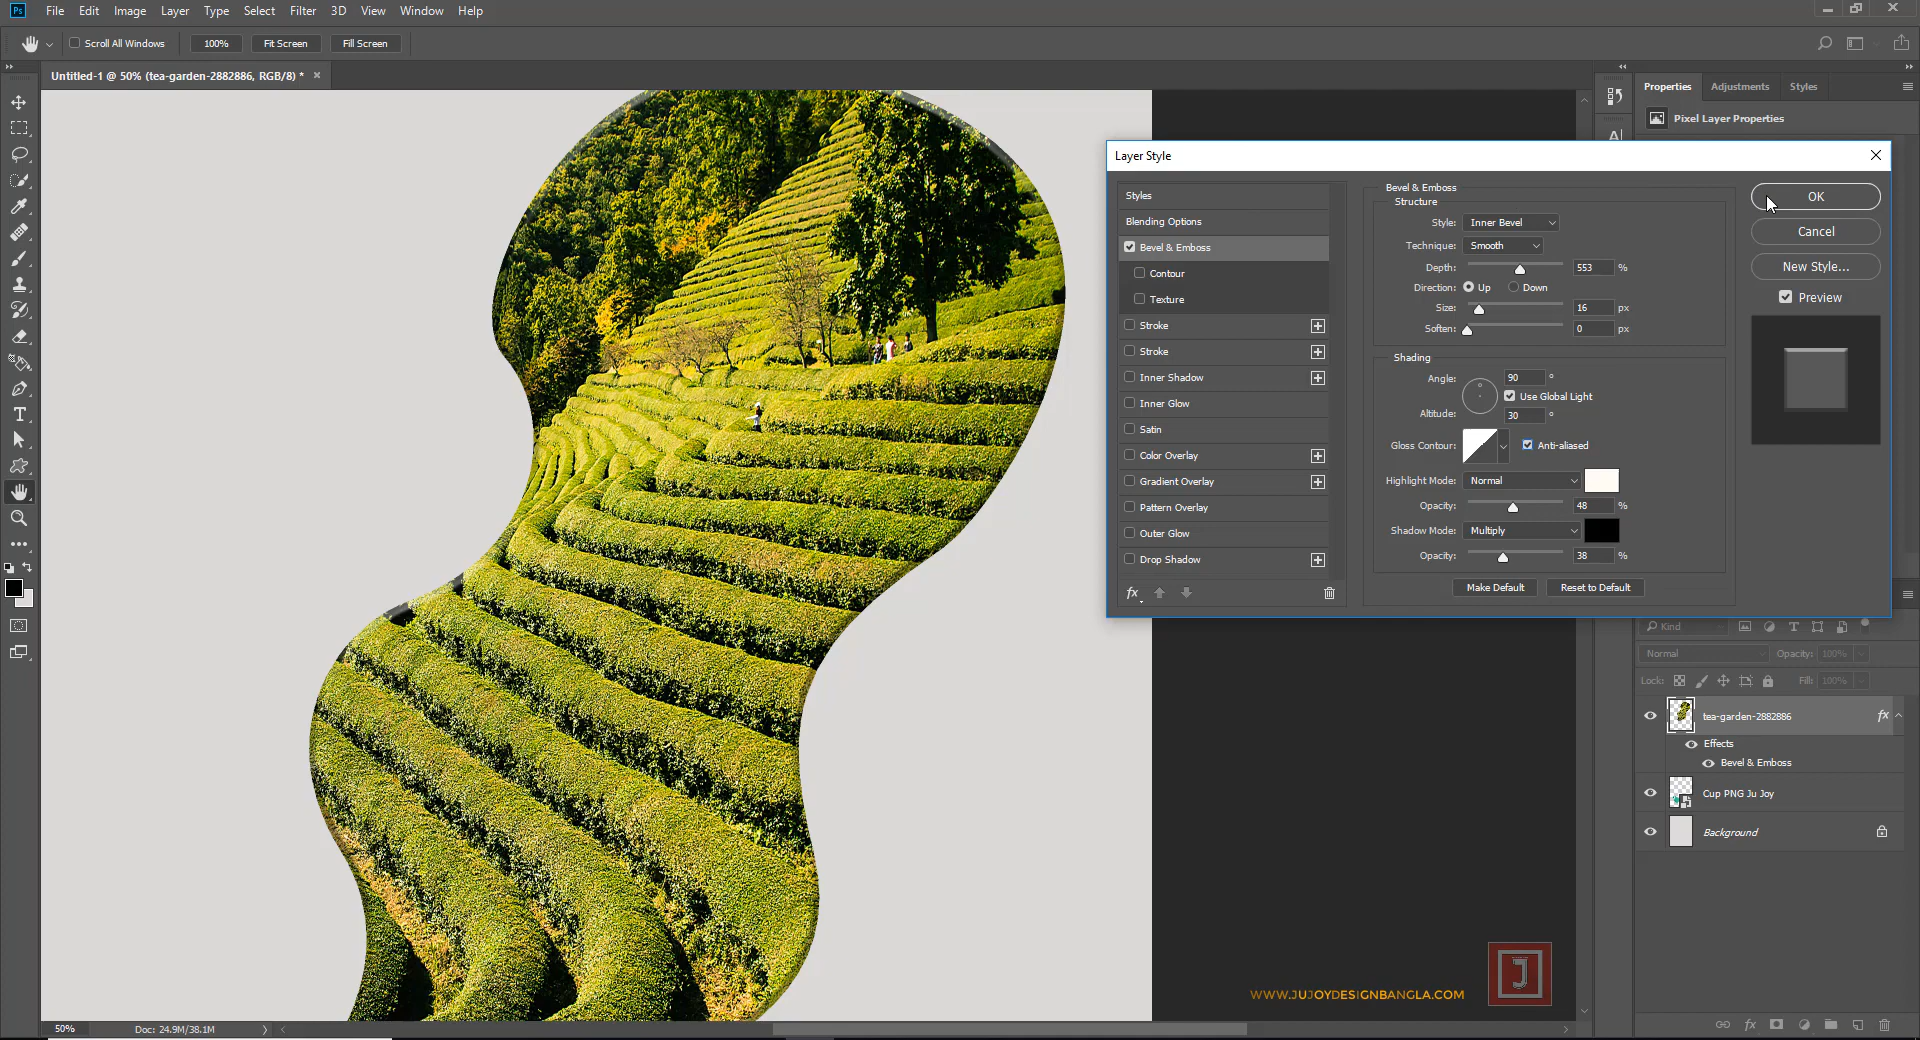 Ps File Edit Image Layer Type Select Filter 3D View Window Help
Scroll All Windows 100% Fit Screen Fill Screen
Untitled-1 @ 50% (tea-garden-2882886, RGB/8) * ×
Properties Adjustments Styles
Pixel Layer Properties
Layer Style
Styles
Blending Options
Bevel & Emboss
Contour
Texture
Stroke
Stroke
Inner Shadow
Inner Glow
Satin
Color Overlay
Gradient Overlay
Pattern Overlay
Outer Glow
Drop Shadow
fx
Bevel & Emboss
Structure
Style: Inner Bevel
Technique: Smooth
Depth: 553 %
Direction: Up Down
Size: 16 px
Soften: 0 px
Shading
Angle: 90 °
Use Global Light
Altitude: 30 °
Gloss Contour: Anti-aliased
Highlight Mode: Normal
Opacity: 48 %
Shadow Mode: Multiply
Opacity: 38 %
Make Default Reset to Default
OK
Cancel
New Style...
Preview
Kind
Normal Opacity: 100%
Lock: Fill: 100%
tea-garden-2882886 fx
Effects
Bevel & Emboss
Cup PNG Ju Joy
Background
fx
WWW.JUJOYDESIGNBANGLA.COM
J
50% Doc: 24.9M/38.1M